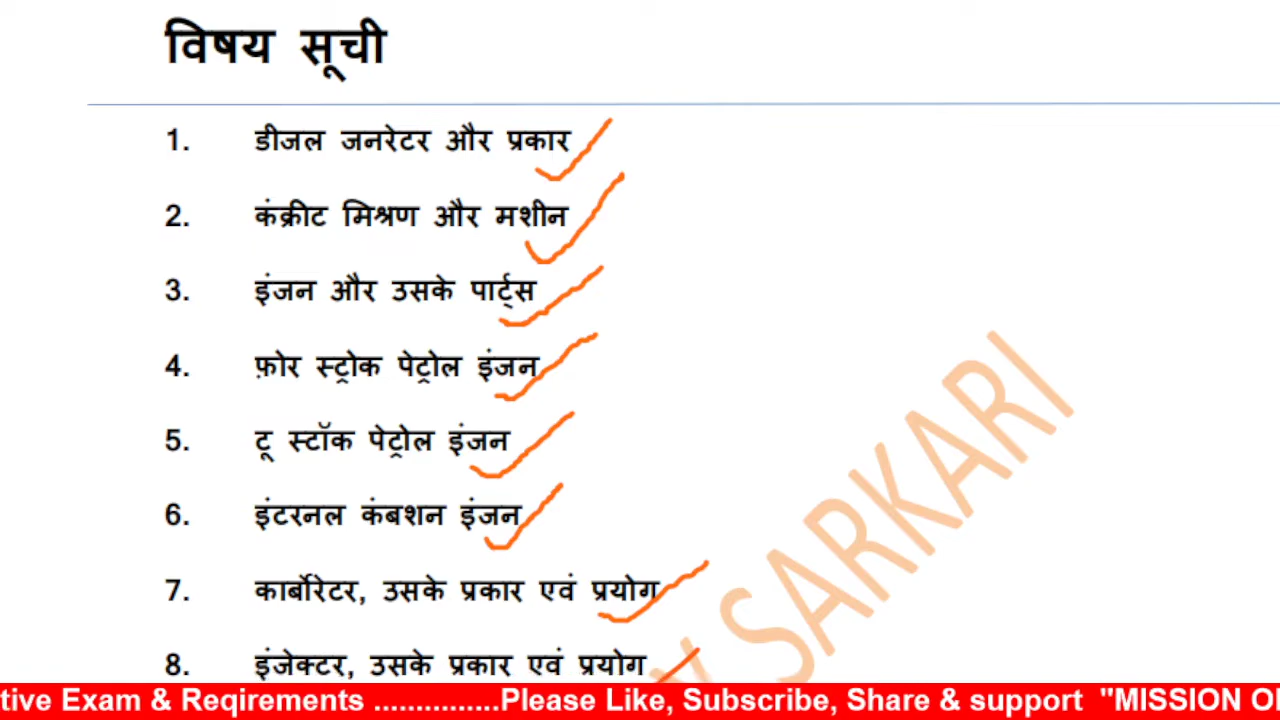 विषय सूची
1. डीजल जनरेटर और प्रकार
2. कंक्रीट मिश्रण और मशीन
3. इंजन और उसके पार्ट्स
4. फ़ोर स्ट्रोक पेट्रोल इंजन
5. टू स्टॉक पेट्रोल इंजन
6. इंटरनल कंबशन इंजन
7. कार्बोरेटर, उसके प्रकार एवं प्रयोग
8. इंजेक्टर, उसके प्रकार एवं प्रयोग
SARKARI
tive Exam & Reqirements ...............Please Like, Subscribe, Share & support "MISSION